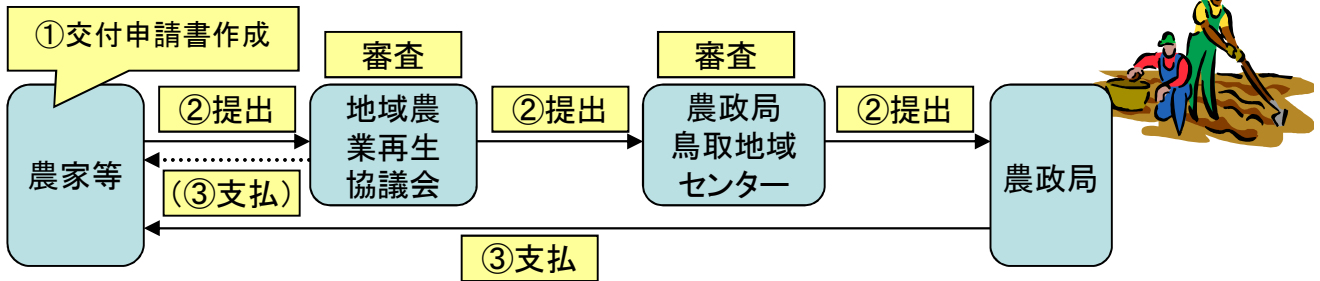 ①交付申請書作成
審査
審査
②提出
②提出
②提出
農家等
地域農
業再生
協議会
農政局
鳥取地域
センター
農政局
(③支払)
③支払